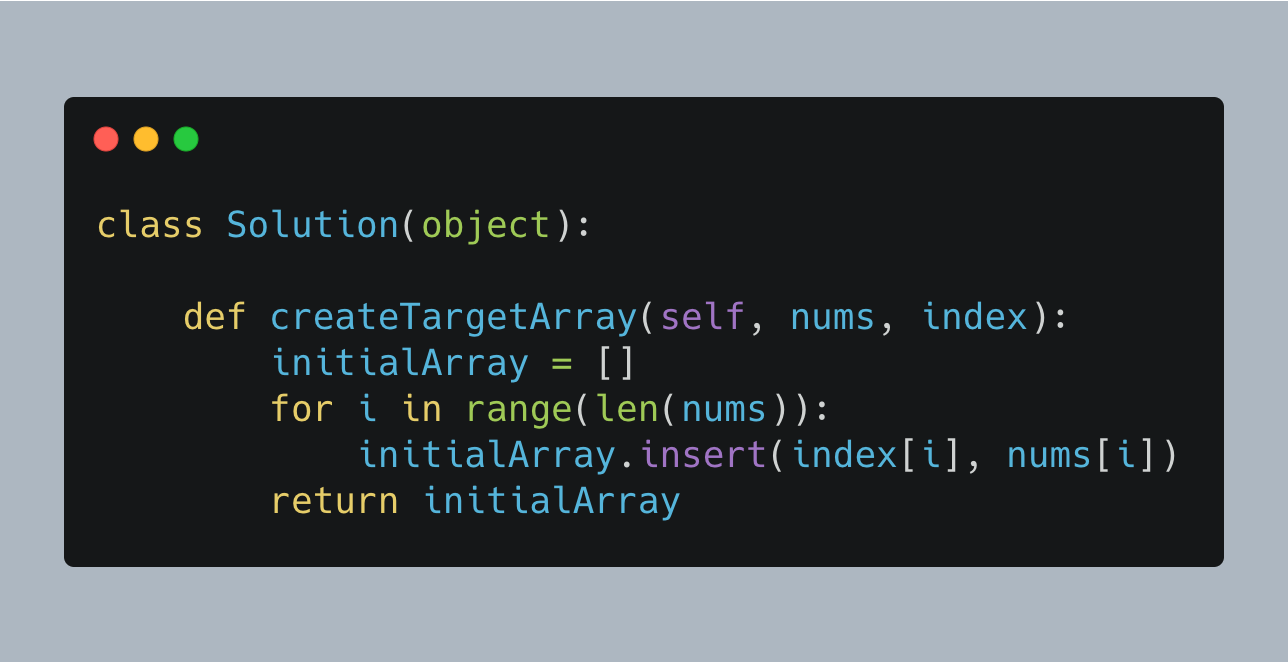 class Solution(object):
    def createTargetArray(self, nums, index):
        initialArray = []
        for i in range(len(nums)):
            initialArray.insert(index[i], nums[i])
        return initialArray